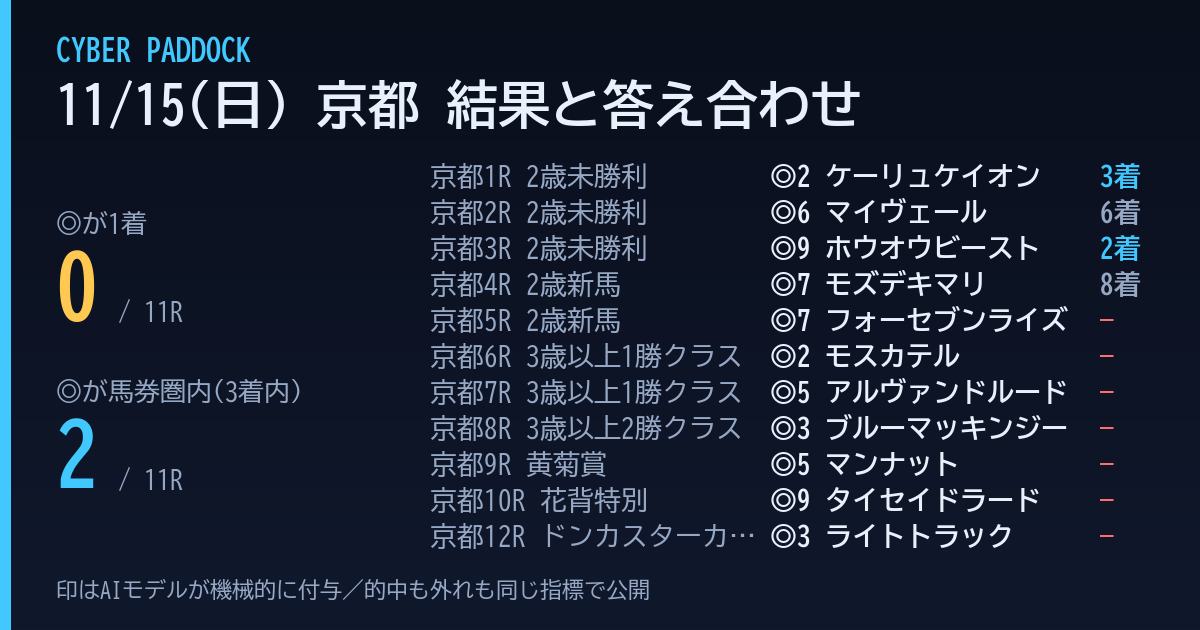 CYBER PADDOCK
11/15(日) 京都 結果と答え合わせ
◎が1着
0 / 11R
◎が馬券圏内(3着内)
2 / 11R
京都1R 2歳未勝利 ◎2 ケーリュケイオン 3着
京都2R 2歳未勝利 ◎6 マイヴェール 6着
京都3R 2歳未勝利 ◎9 ホウオウビースト 2着
京都4R 2歳新馬 ◎7 モズデキマリ 8着
京都5R 2歳新馬 ◎7 フォーセブンライズ —
京都6R 3歳以上1勝クラス ◎2 モスカテル —
京都7R 3歳以上1勝クラス ◎5 アルヴァンドルード —
京都8R 3歳以上2勝クラス ◎3 ブルーマッキンジー —
京都9R 黄菊賞 ◎5 マンナット —
京都10R 花背特別 ◎9 タイセイドラード —
京都12R ドンカスターカ… ◎3 ライトトラック —
印はAIモデルが機械的に付与／的中も外れも同じ指標で公開